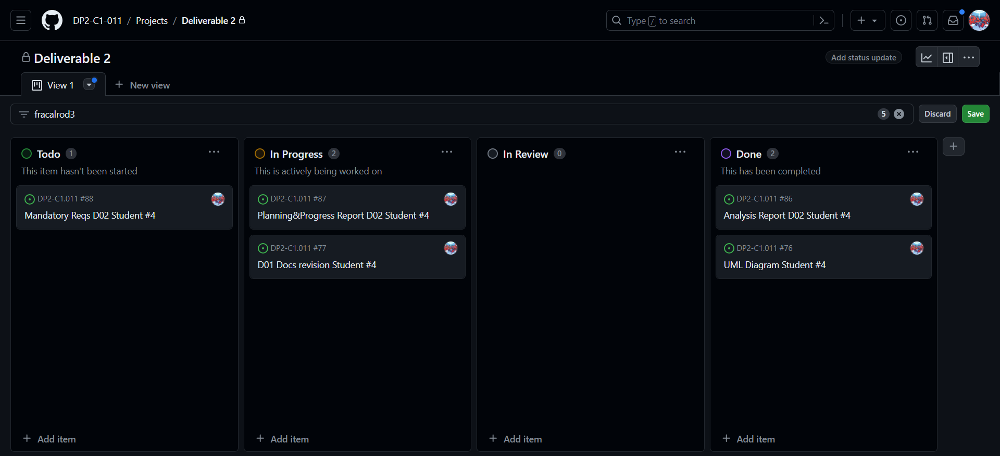 DP2-C1-011 / Projects / Deliverable 2
Type / to search
Deliverable 2
Add status update
View 1
New view
fracalrod3
5
Discard
Save
Todo 1
This item hasn't been started
DP2-C1.011 #88
Mandatory Reqs D02 Student #4
Add item
In Progress 2
This is actively being worked on
DP2-C1.011 #87
Planning&Progress Report D02 Student #4
DP2-C1.011 #77
D01 Docs revision Student #4
Add item
In Review 0
Add item
Done 2
This has been completed
DP2-C1.011 #86
Analysis Report D02 Student #4
DP2-C1.011 #76
UML Diagram Student #4
Add item